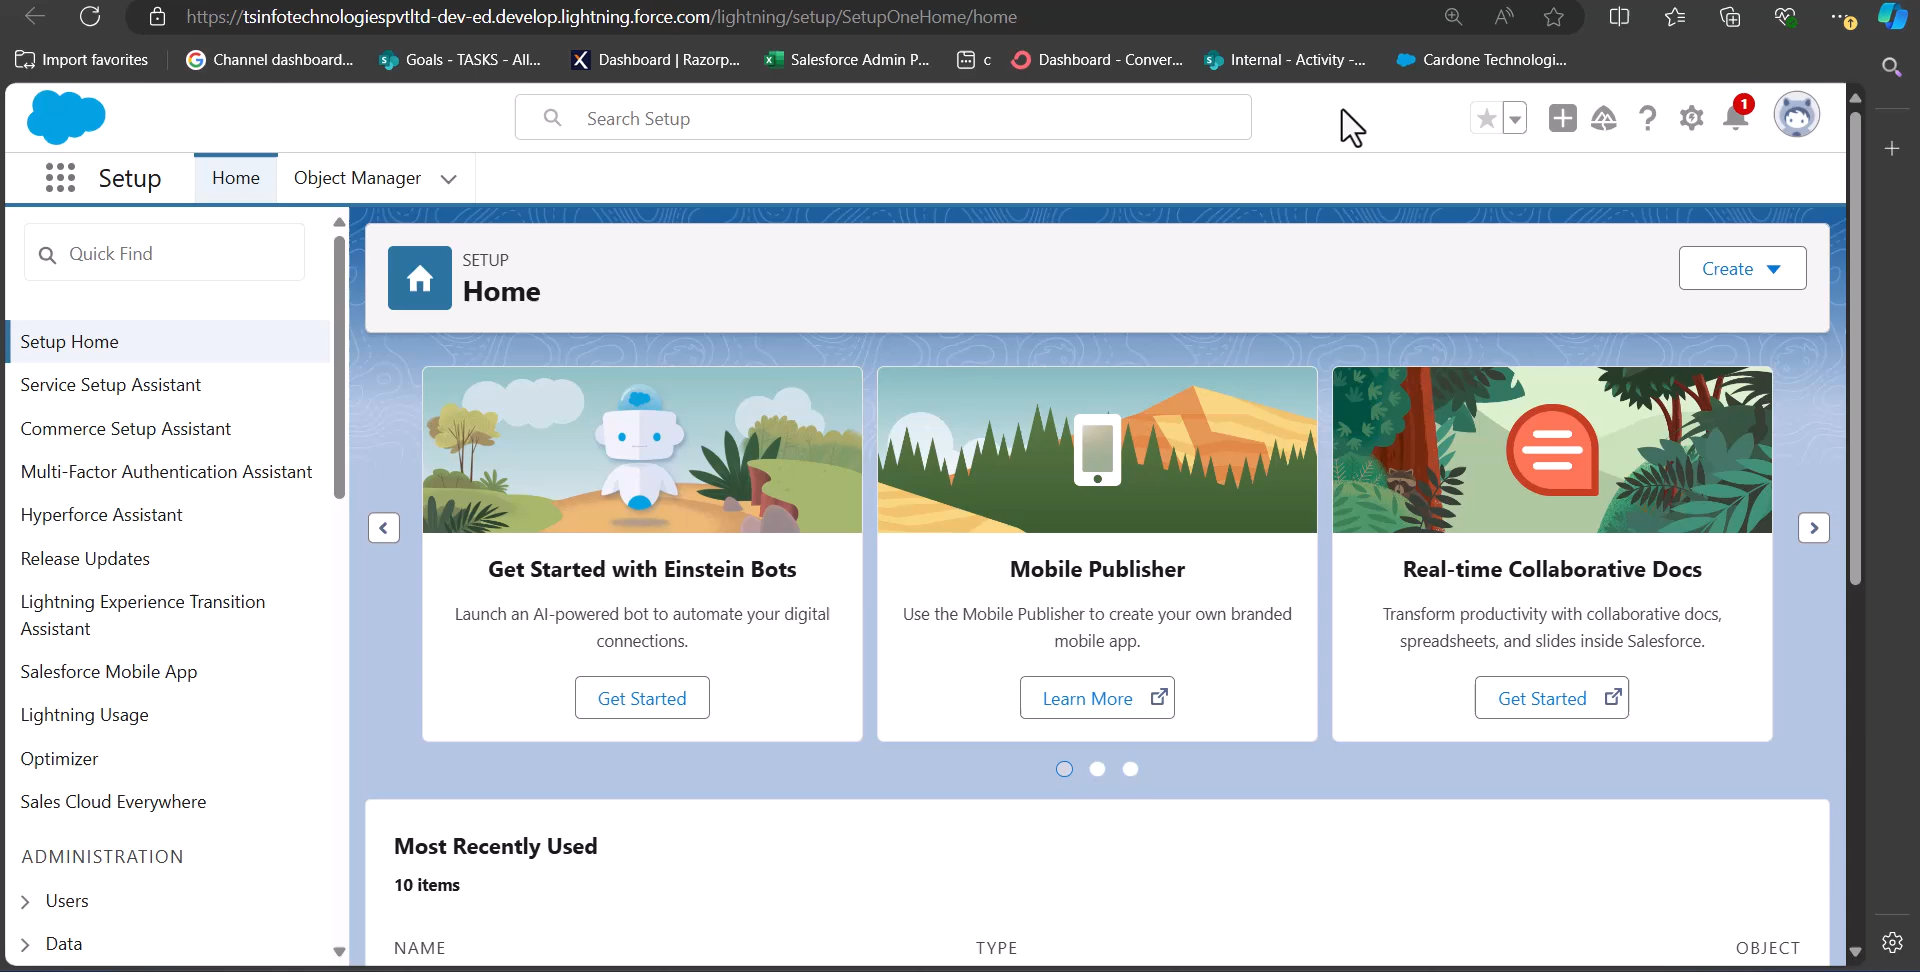 https://tsinfotechnologiespvtltd-dev-ed.develop.lightning.force.com/lightning/setup/SetupOneHome/home
Import favorites
Channel dashboard...
Goals - TASKS - All...
Dashboard | Razorp...
Salesforce Admin P...
c
Dashboard - Conver...
Internal - Activity -...
Cardone Technologi...
Search Setup
1
Setup
Home
Object Manager
Quick Find
SETUP
Home
Create
Setup Home
Service Setup Assistant
Commerce Setup Assistant
Multi-Factor Authentication Assistant
Hyperforce Assistant
Release Updates
Lightning Experience Transition
Assistant
Salesforce Mobile App
Lightning Usage
Optimizer
Sales Cloud Everywhere
ADMINISTRATION
Users
Data
Get Started with Einstein Bots
Launch an AI-powered bot to automate your digital
connections.
Get Started
Mobile Publisher
Use the Mobile Publisher to create your own branded
mobile app.
Learn More
Real-time Collaborative Docs
Transform productivity with collaborative docs,
spreadsheets, and slides inside Salesforce.
Get Started
Most Recently Used
10 items
NAME
TYPE
OBJECT